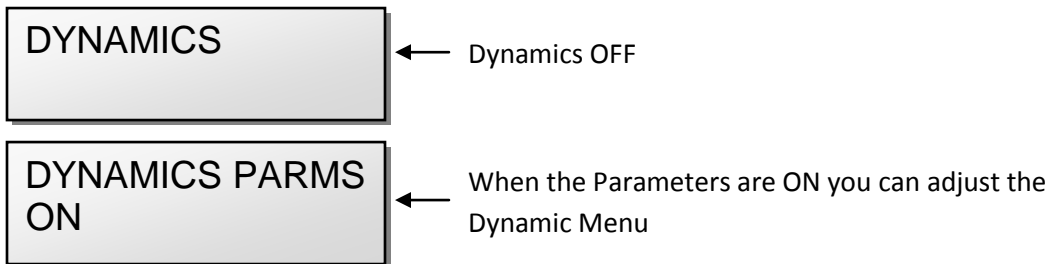 DYNAMICS
Dynamics OFF
DYNAMICS PARMS
ON
When the Parameters are ON you can adjust the
Dynamic Menu